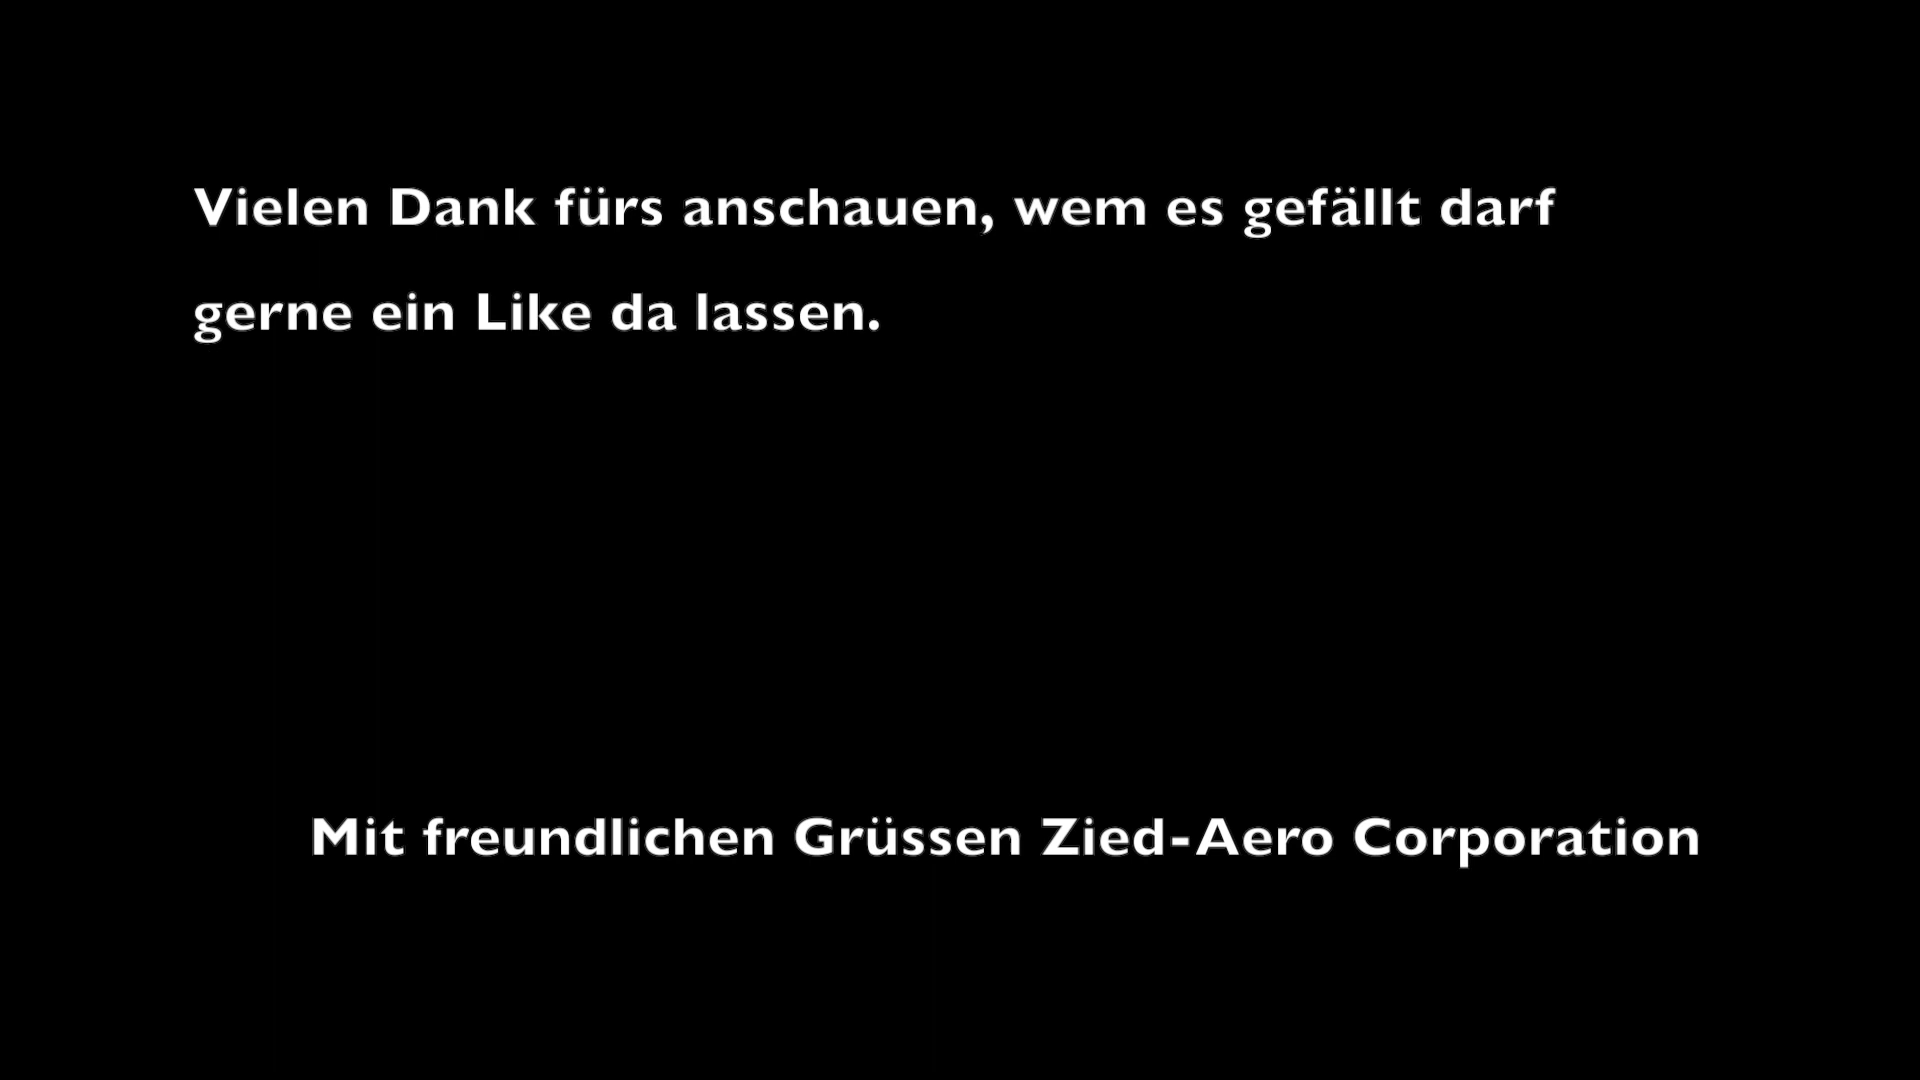 Vielen Dank fürs anschauen, wem es gefällt darf
gerne ein Like da lassen.
Mit freundlichen Grüssen Zied-Aero Corporation